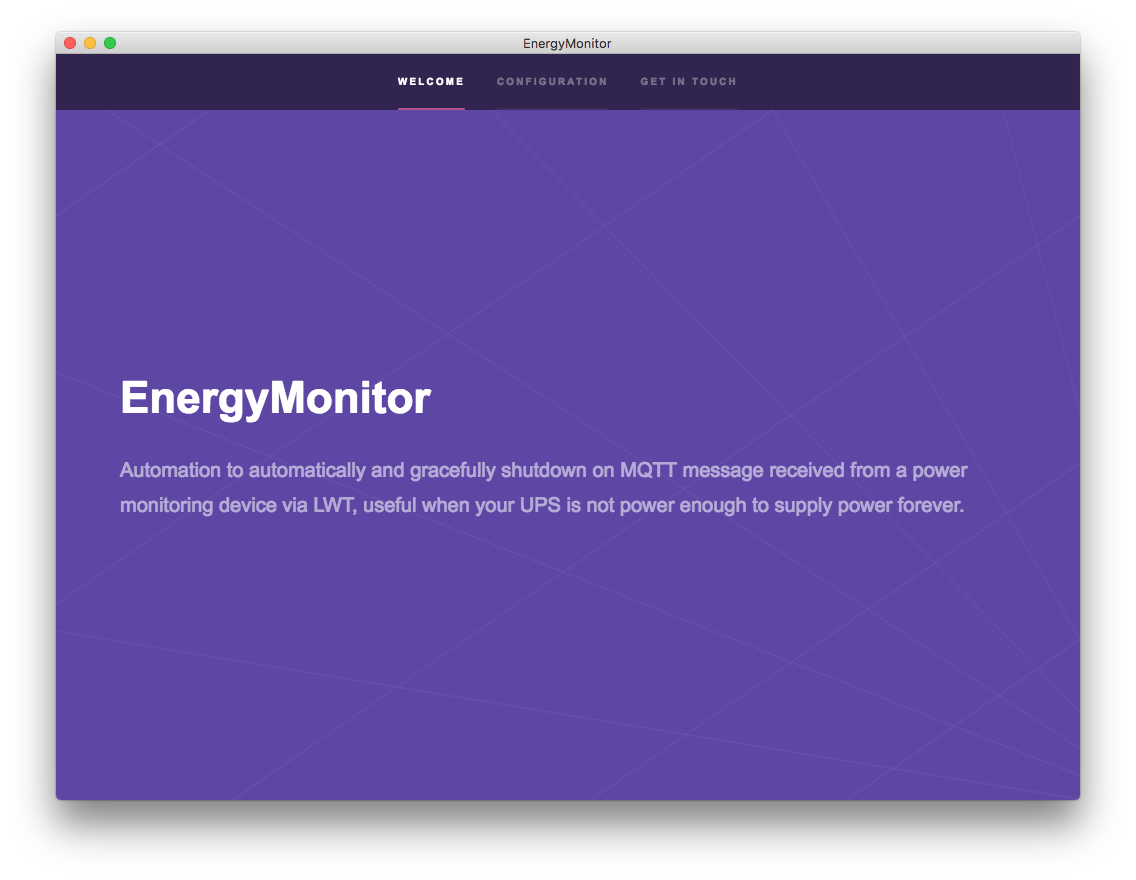 EnergyMonitor
WELCOME CONFIGURATION GET IN TOUCH
EnergyMonitor
Automation to automatically and gracefully shutdown on MQTT message received from a power
monitoring device via LWT, useful when your UPS is not power enough to supply power forever.